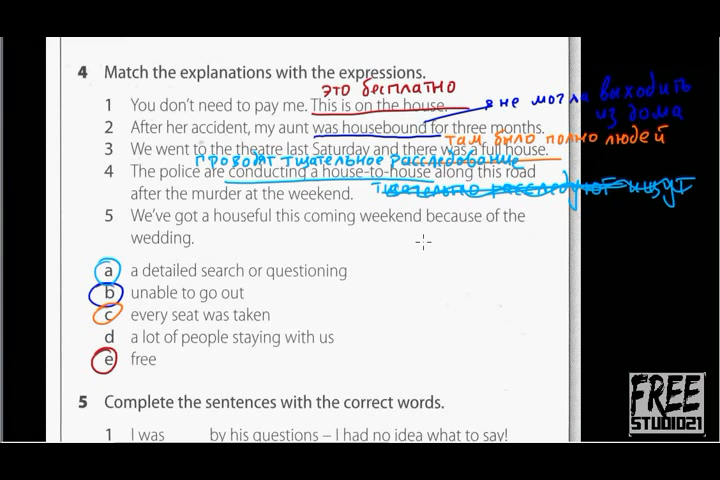 4 Match the explanations with the expressions.
это бесплатно
1 You don't need to pay me. This is on the house.
я не могла выходить
из дома
2 After her accident, my aunt was housebound for three months.
там было полно людей
3 We went to the theatre last Saturday and there was a full house.
проводят тщательное расследование
4 The police are conducting a house-to-house along this road
after the murder at the weekend.
тщательно расследуют ищут
5 We've got a houseful this coming weekend because of the
wedding.
a a detailed search or questioning
b unable to go out
c every seat was taken
d a lot of people staying with us
e free
5 Complete the sentences with the correct words.
1 I was ____ by his questions – I had no idea what to say!
FREE
STUDIO21